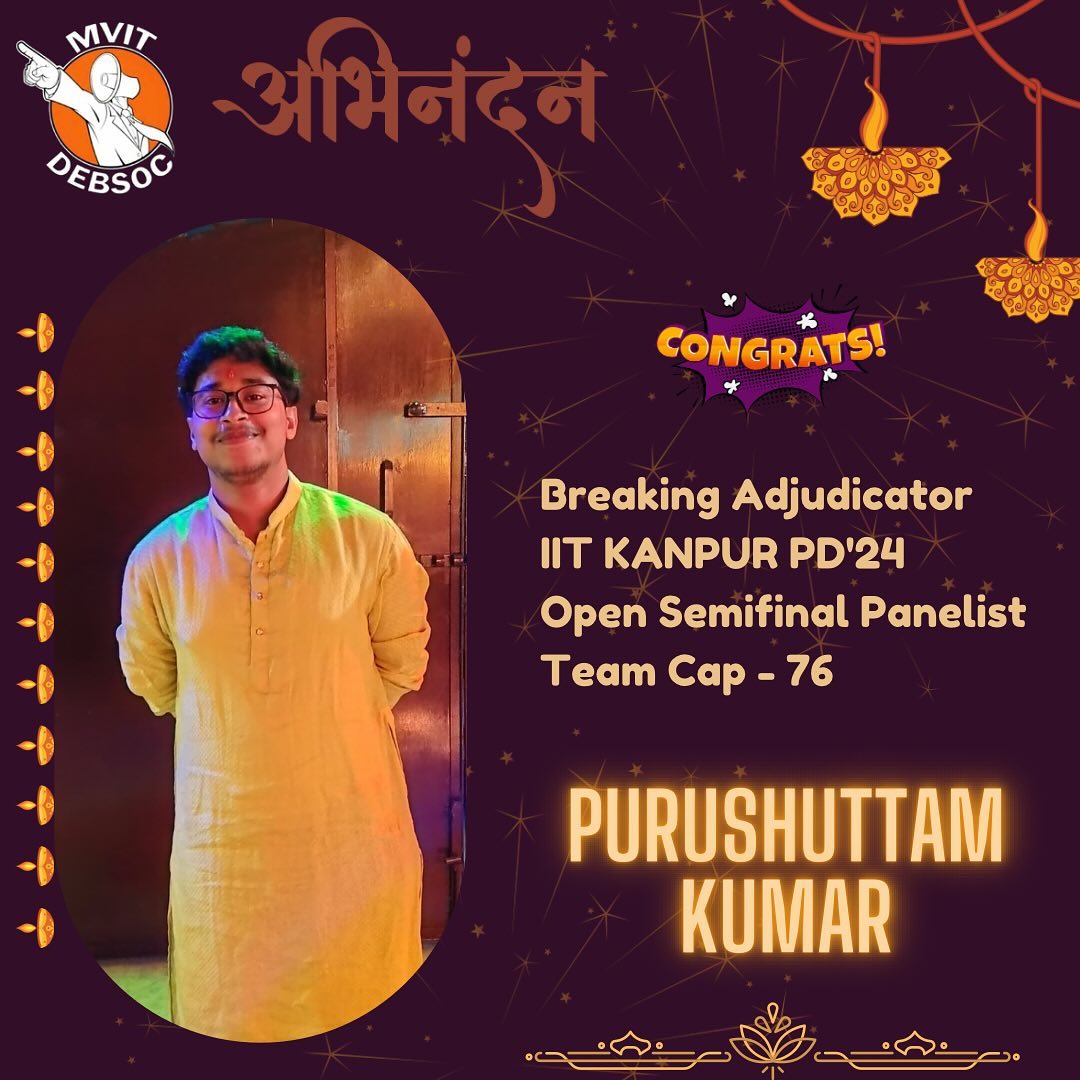 MVIT
DEBSOC
अभिनंदन
CONGRATS!
Breaking Adjudicator
IIT KANPUR PD'24
Open Semifinal Panelist
Team Cap - 76
PURUSHUTTAM
KUMAR